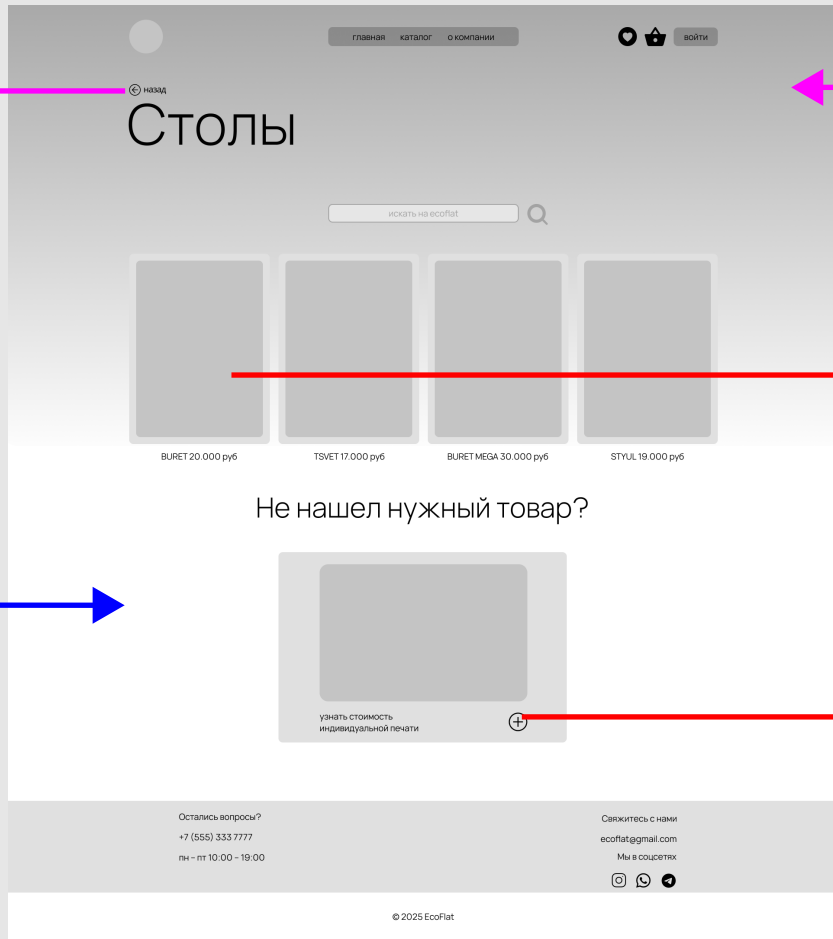 главная каталог о компании войти
назад
Столы
искать на ecoflat
BURET 20.000 руб TSVET 17.000 руб BURET MEGA 30.000 руб STYUL 19.000 руб
Не нашел нужный товар?
узнать стоимость
индивидуальной печати
Остались вопросы?
+7 (555) 333 7777
пн – пт 10:00 - 19:00
Свяжитесь с нами
ecoflat@gmail.com
Мы в соцсетях
© 2025 EcoFlat